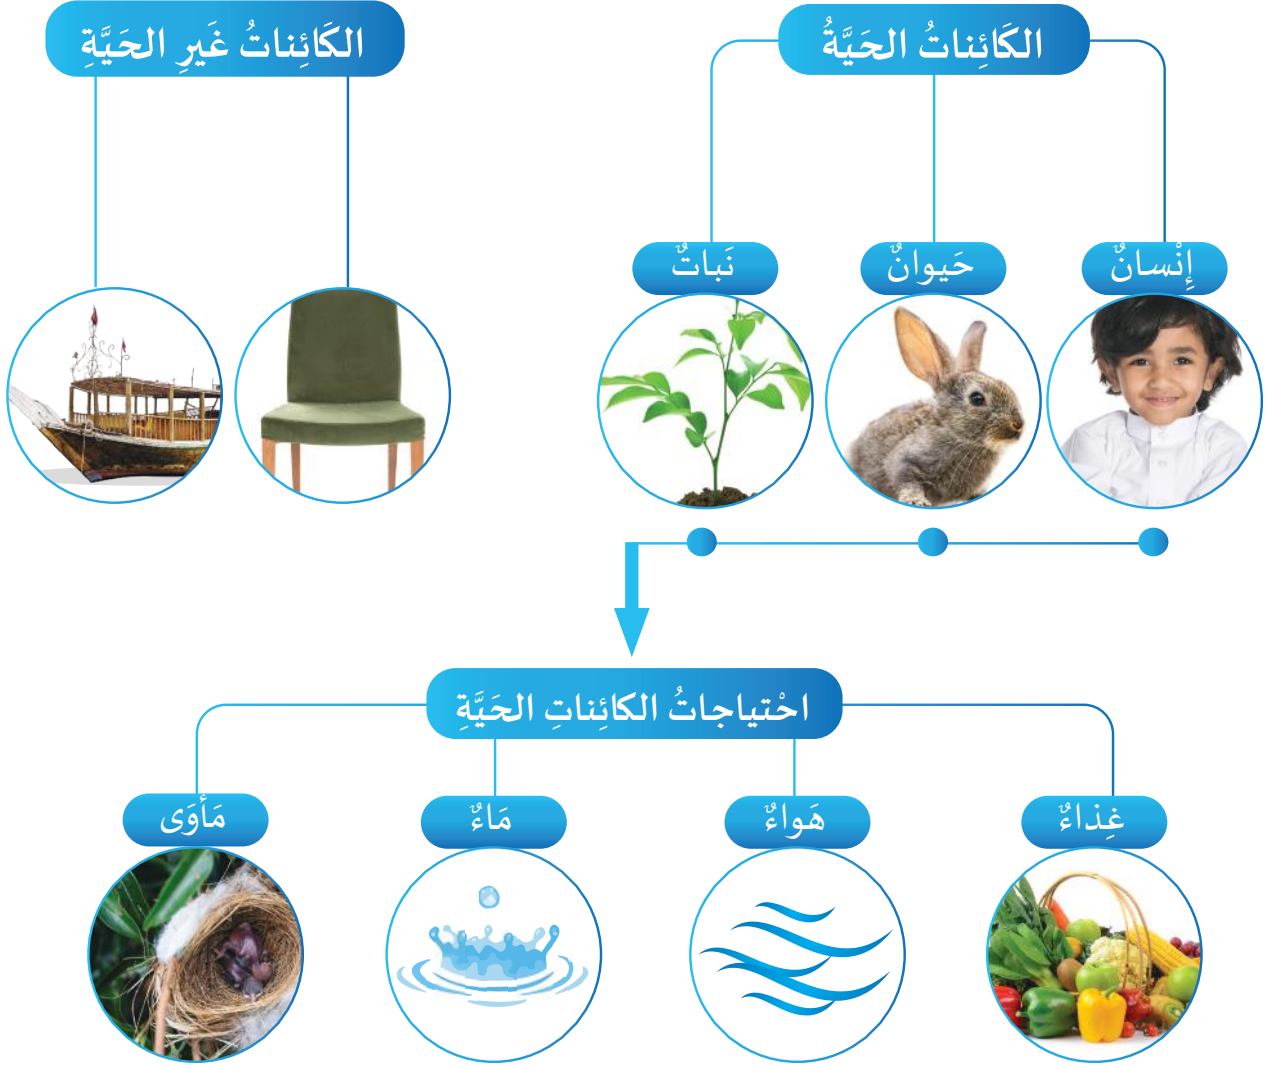 الكَائِناتُ الحَيَّةُ
الكَائِناتُ غَيرِ الحَيَّةِ
إِنْسانٌ
حَيوانٌ
نَباتٌ
احْتياجاتُ الكائِناتِ الحَيَّةِ
غِذاءٌ
هَواءٌ
مَاءٌ
مَأوَى